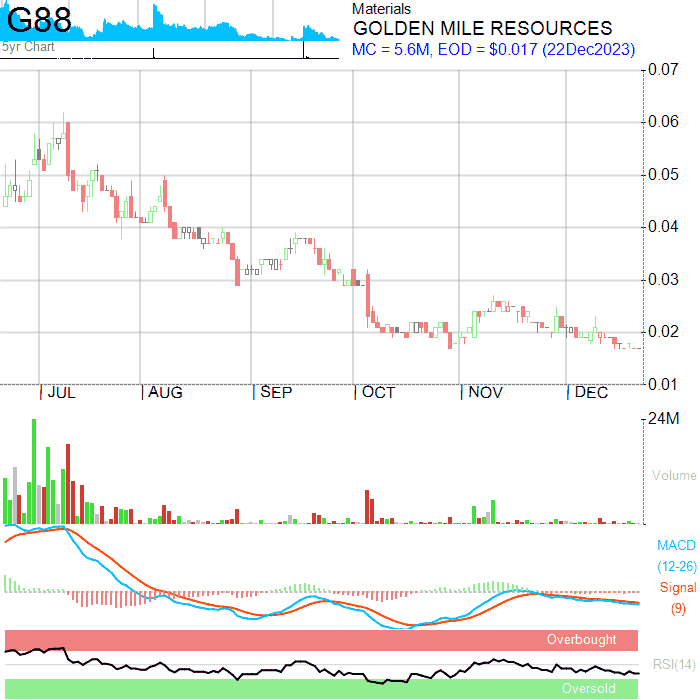 G88
5yr Chart
Materials
GOLDEN MILE RESOURCES
MC = 5.6M, EOD = $0.017 (22Dec2023)
0.07
0.06
0.05
0.04
0.03
0.02
0.01
JUL AUG SEP OCT NOV DEC
24M
Volume
MACD
(12-26)
Signal
(9)
Overbought
RSI(14)
Oversold